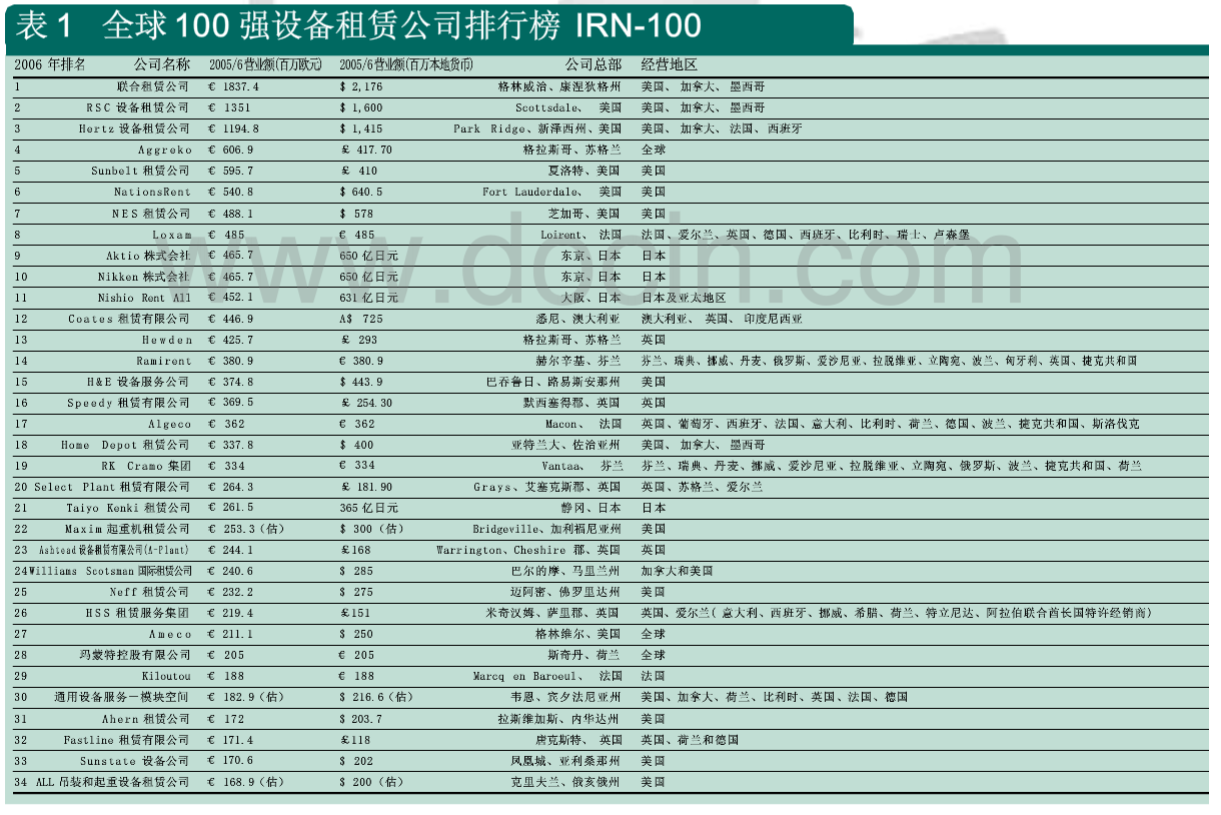 表1 全球100强设备租赁公司排行榜 IRN-100
2006 年排名 公司名称 2005/6营业额(百万欧元) 2005/6营业额(百万本地货币) 公司总部 经营地区
1 联合租赁公司 € 1837.4 $ 2,176 格林威治、康涅狄格州 美国、加拿大、墨西哥
2 RSC 设备租赁公司 € 1351 $ 1,600 Scottsdale、 美国 美国、加拿大、墨西哥
3 Hertz 设备租赁公司 € 1194.8 $ 1,415 Park Ridge、新泽西州、美国 美国、加拿大、法国、西班牙
4 Aggreko € 606.9 £ 417.70 格拉斯哥、苏格兰 全球
5 Sunbelt 租赁公司 € 595.7 £ 410 夏洛特、美国 美国
6 NationsRent € 540.8 $ 640.5 Fort Lauderdale、 美国 美国
7 NES 租赁公司 € 488.1 $ 578 芝加哥、美国 美国
8 Loxam € 485 € 485 Loirent、 法国 法国、爱尔兰、英国、德国、西班牙、比利时、瑞士、卢森堡
9 Aktio 株式会社 € 465.7 650 亿日元 东京、日本 日本
10 Nikken 株式会社 € 465.7 650 亿日元 东京、日本 日本
11 Nishio Rent All € 452.1 631 亿日元 大阪、日本 日本及亚太地区
12 Coates 租赁有限公司 € 446.9 A$ 725 悉尼、澳大利亚 澳大利亚、 英国、 印度尼西亚
13 Hewden € 425.7 £ 293 格拉斯哥、苏格兰 英国
14 Ramirent € 380.9 € 380.9 赫尔辛基、芬兰 芬兰、瑞典、挪威、丹麦、俄罗斯、爱沙尼亚、拉脱维亚、立陶宛、波兰、匈牙利、英国、捷克共和国
15 H&E 设备服务公司 € 374.8 $ 443.9 巴吞鲁日、路易斯安那州 美国
16 Speedy 租赁有限公司 € 369.5 £ 254.30 默西塞得郡、英国 英国
17 Algeco € 362 € 362 Macon、 法国 英国、葡萄牙、西班牙、法国、意大利、比利时、荷兰、德国、波兰、捷克共和国、斯洛伐克
18 Home Depot 租赁公司 € 337.8 $ 400 亚特兰大、佐治亚州 美国、加拿大、墨西哥
19 RK Cramo 集团 € 334 € 334 Vantaa、 芬兰 芬兰、瑞典、丹麦、挪威、爱沙尼亚、拉脱维亚、立陶宛、俄罗斯、波兰、捷克共和国、荷兰
20 Select Plant 租赁有限公司 € 264.3 £ 181.90 Grays、艾塞克斯郡、英国 英国、苏格兰、爱尔兰
21 Taiyo Kenki 租赁公司 € 261.5 365 亿日元 静冈、日本 日本
22 Maxim 起重机租赁公司 € 253.3（估） $ 300（估） Bridgeville、加利福尼亚州 美国
23 Ashtead 设备租赁有限公司(A-Plant) € 244.1 £168 Warrington、Cheshire 郡、英国 英国
24 Williams Scotsman 国际租赁公司 € 240.6 $ 285 巴尔的摩、马里兰州 加拿大和美国
25 Neff 租赁公司 € 232.2 $ 275 迈阿密、佛罗里达州 美国
26 HSS 租赁服务集团 € 219.4 £151 米奇汉姆、萨里郡、英国 英国、爱尔兰( 意大利、西班牙、挪威、希腊、荷兰、特立尼达、阿拉伯联合酋长国特许经销商)
27 Ameco € 211.1 $ 250 格林维尔、美国 全球
28 玛蒙特控股有限公司 € 205 € 205 斯奇丹、荷兰 全球
29 Kiloutou € 188 € 188 Marcq en Baroeul、 法国 法国
30 通用设备服务－模块空间 € 182.9（估） $ 216.6（估） 韦恩、宾夕法尼亚州 美国、加拿大、荷兰、比利时、英国、法国、德国
31 Ahern 租赁公司 € 172 $ 203.7 拉斯维加斯、内华达州 美国
32 Fastline 租赁有限公司 € 171.4 £118 唐克斯特、 英国 英国、荷兰和德国
33 Sunstate 设备公司 € 170.6 $ 202 凤凰城、亚利桑那州 美国
34 ALL 吊装和起重设备租赁公司 € 168.9（估） $ 200（估） 克里夫兰、俄亥俄州 美国
www.docin.com